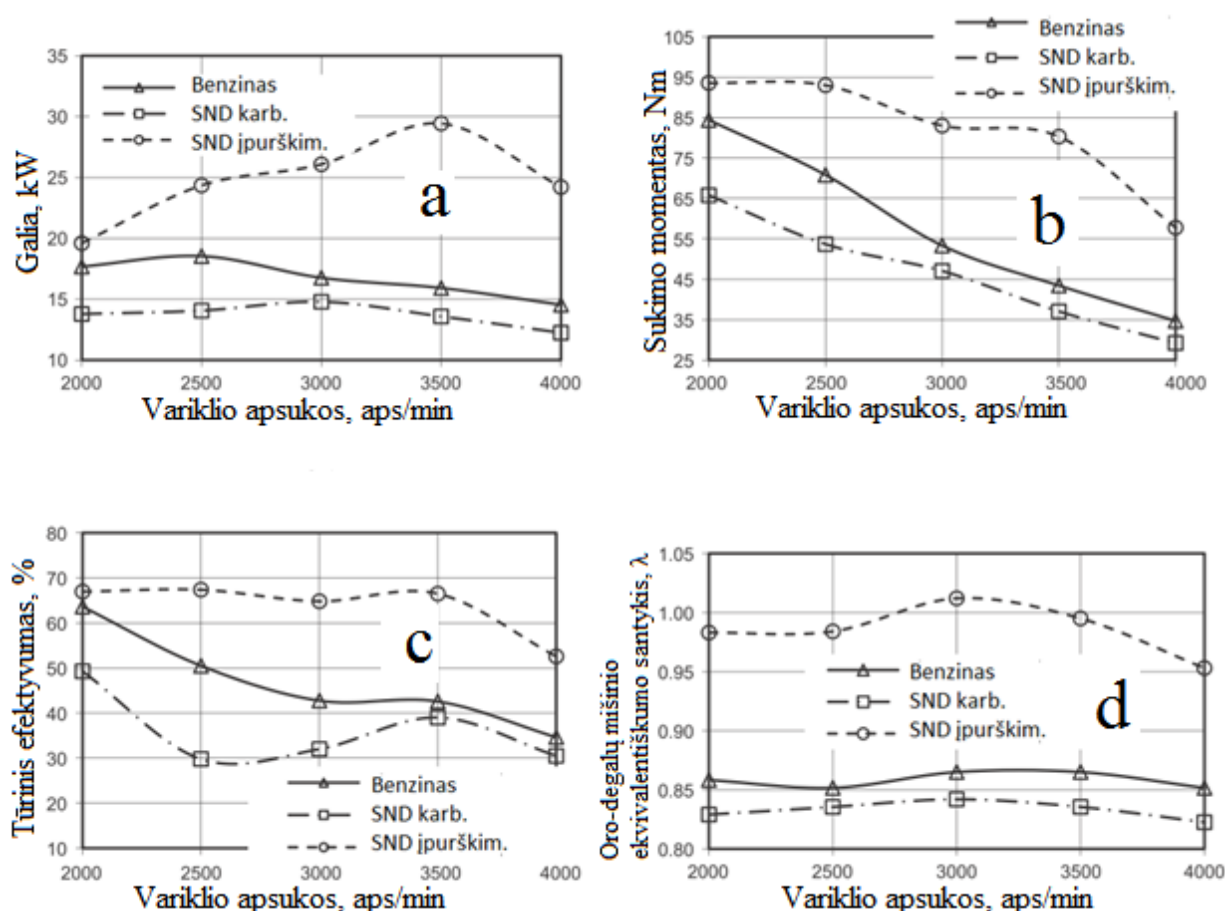 35
30
25
20
15
10
Galia, kW
Benzinas
SND karb.
SND įpurškim.
a
2000 2500 3000 3500 4000
Variklio apsukos, aps/min
105
95
85
75
65
55
45
35
25
Sukimo momentas, Nm
Benzinas
SND karb.
SND įpurškim.
b
2000 2500 3000 3500 4000
Variklio apsukos, aps/min
80
70
60
50
40
30
20
10
Tūrinis efektyvumas, %
c
Benzinas
SND karb.
SND įpurškim.
2000 2500 3000 3500 4000
Variklio apsukos, aps/min
1.05
1.00
0.95
0.90
0.85
0.80
Oro-degalų mišinio
ekvivalentiškumo santykis, λ
Benzinas
SND karb.
SND įpurškim.
d
2000 2500 3000 3500 4000
Variklio apsukos, aps/min